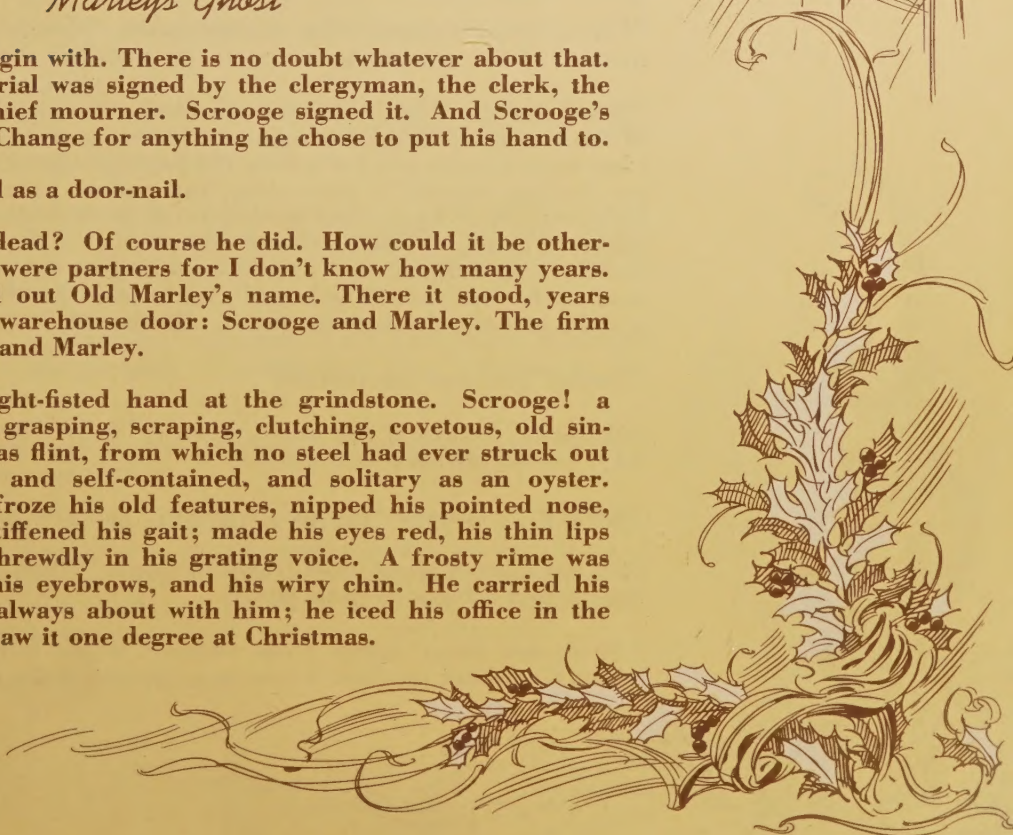 Marley's Ghost
gin with. There is no doubt whatever about that.
rial was signed by the clergyman, the clerk, the
hief mourner. Scrooge signed it. And Scrooge's
Change for anything he chose to put his hand to.
l as a door-nail.
dead? Of course he did. How could it be other-
were partners for I don't know how many years.
out Old Marley's name. There it stood, years
warehouse door: Scrooge and Marley. The firm
and Marley.
ght-fisted hand at the grindstone. Scrooge! a
grasping, scraping, clutching, covetous, old sin-
as flint, from which no steel had ever struck out
and self-contained, and solitary as an oyster.
froze his old features, nipped his pointed nose,
tiffened his gait; made his eyes red, his thin lips
hrewdly in his grating voice. A frosty rime was
his eyebrows, and his wiry chin. He carried his
always about with him; he iced his office in the
aw it one degree at Christmas.